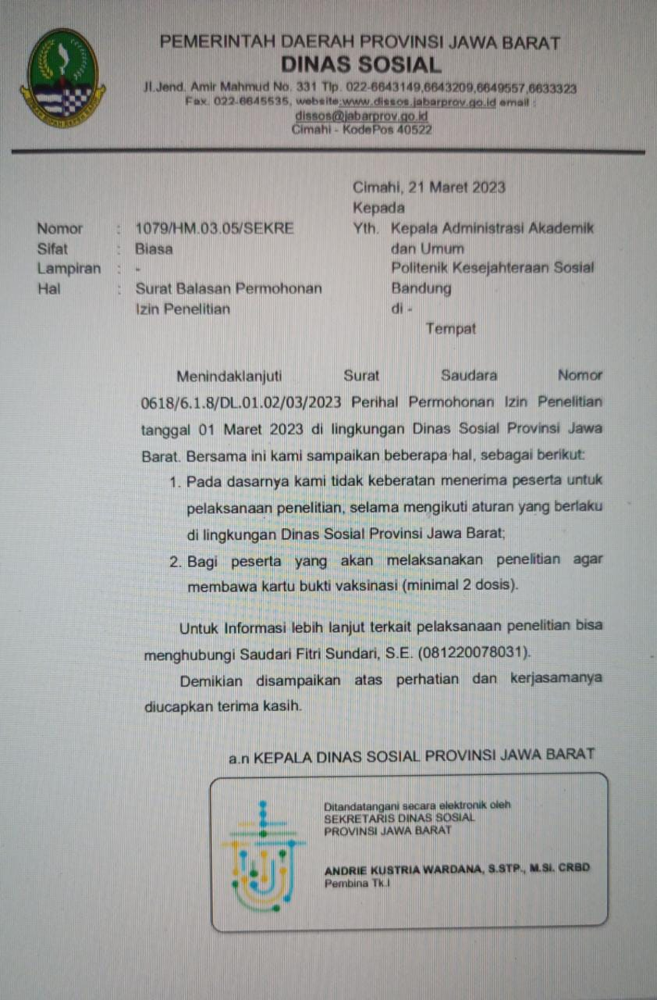 PEMERINTAH DAERAH PROVINSI JAWA BARAT
DINAS SOSIAL
Jl.Jend. Amir Mahmud No. 331 Tlp. 022-6643149,6643209,6649557,6633323
Fax. 022-6645535, website:www.dissos.jabarprov.go.id email :
dissos@jabarprov.go.id
Cimahi - KodePos 40522
Cimahi, 21 Maret 2023
Kepada
Nomor : 1079/HM.03.05/SEKRE
Sifat : Biasa
Lampiran : -
Hal : Surat Balasan Permohonan
Izin Penelitian
Yth. Kepala Administrasi Akademik
dan Umum
Politenik Kesejahteraan Sosial
Bandung
di -
Tempat
Menindaklanjuti Surat Saudara Nomor
0618/6.1.8/DL.01.02/03/2023 Perihal Permohonan Izin Penelitian
tanggal 01 Maret 2023 di lingkungan Dinas Sosial Provinsi Jawa
Barat. Bersama ini kami sampaikan beberapa hal, sebagai berikut:
1. Pada dasarnya kami tidak keberatan menerima peserta untuk
pelaksanaan penelitian, selama mengikuti aturan yang berlaku
di lingkungan Dinas Sosial Provinsi Jawa Barat;
2. Bagi peserta yang akan melaksanakan penelitian agar
membawa kartu bukti vaksinasi (minimal 2 dosis).
Untuk Informasi lebih lanjut terkait pelaksanaan penelitian bisa
menghubungi Saudari Fitri Sundari, S.E. (081220078031).
Demikian disampaikan atas perhatian dan kerjasamanya
diucapkan terima kasih.
a.n KEPALA DINAS SOSIAL PROVINSI JAWA BARAT
Ditandatangani secara elektronik oleh
SEKRETARIS DINAS SOSIAL
PROVINSI JAWA BARAT
ANDRIE KUSTRIA WARDANA, S.STP., M.Si. CRBD
Pembina Tk.I